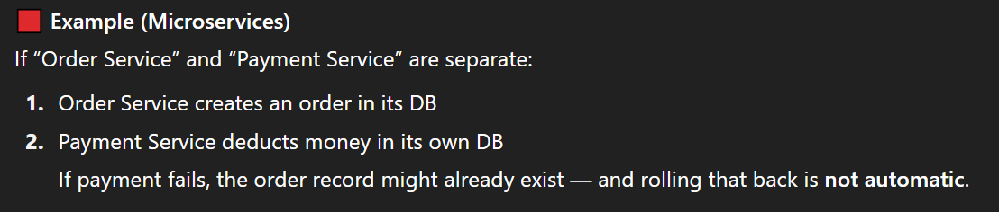 Example (Microservices)
If “Order Service” and “Payment Service” are separate:
1. Order Service creates an order in its DB
2. Payment Service deducts money in its own DB
If payment fails, the order record might already exist — and rolling that back is not automatic.